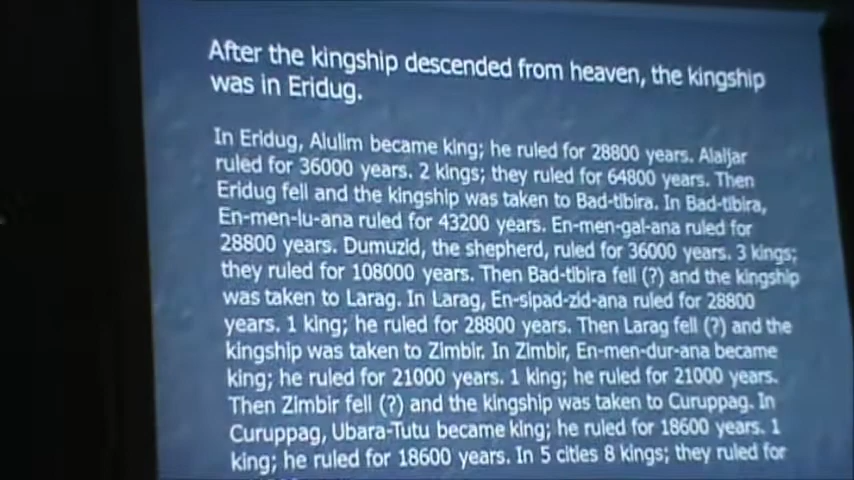 After the kingship descended from heaven, the kingship
was in Eridug.
In Eridug, Alulim became king; he ruled for 28800 years. Alaljar
ruled for 36000 years. 2 kings; they ruled for 64800 years. Then
Eridug fell and the kingship was taken to Bad-tibira. In Bad-tibira,
En-men-lu-ana ruled for 43200 years. En-men-gal-ana ruled for
28800 years. Dumuzid, the shepherd, ruled for 36000 years. 3 kings;
they ruled for 108000 years. Then Bad-tibira fell (?) and the kingship
was taken to Larag. In Larag, En-sipad-zid-ana ruled for 28800
years. 1 king; he ruled for 28800 years. Then Larag fell (?) and the
kingship was taken to Zimbir. In Zimbir, En-men-dur-ana became
king; he ruled for 21000 years. 1 king; he ruled for 21000 years.
Then Zimbir fell (?) and the kingship was taken to Curuppag. In
Curuppag, Ubara-Tutu became king; he ruled for 18600 years. 1
king; he ruled for 18600 years. In 5 cities 8 kings; they ruled for